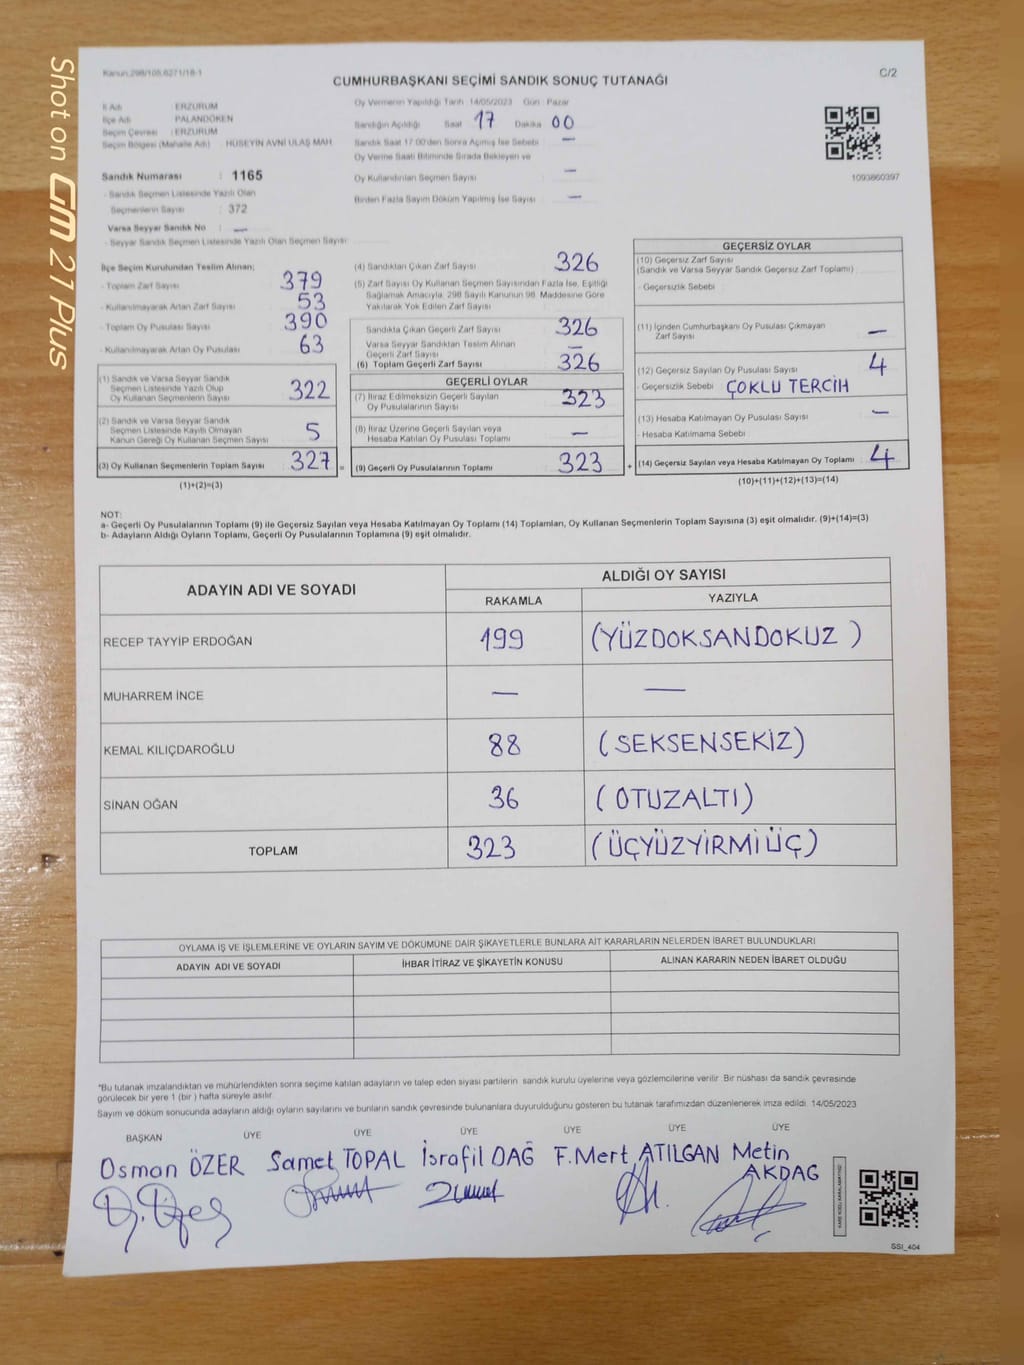 Shot on GM 21 Plus
Kanun,298/105,6271/18-1
CUMHURBAŞKANI SEÇİMİ SANDIK SONUÇ TUTANAĞI
C/2
İl Adı : ERZURUM
İlçe Adı : PALANDÖKEN
Seçim Çevresi : ERZURUM
Seçim Bölgesi (Mahalle Adı) : HÜSEYİN AVNİ ULAŞ MAH.
Sandık Numarası : 1165
- Sandık Seçmen Listesinde Yazılı Olan
Seçmenlerin Sayısı : 372
Varsa Seyyar Sandık No : —
- Seyyar Sandık Seçmen Listesinde Yazılı Olan Seçmen Sayısı
Oy Vermenin Yapıldığı Tarih 14/05/2023 Gün : Pazar
Sandığın Açıldığı Saat 17 Dakika 00
Sandık Saat 17:00'den Sonra Açılmış İse Sebebi —
Oy Verme Saati Bitiminde Sırada Bekleyen ve
Oy Kullandırılan Seçmen Sayısı —
Birden Fazla Sayım Döküm Yapılmış İse Sayısı —
1093860397
İlçe Seçim Kurulundan Teslim Alınan;
- Toplam Zarf Sayısı : 379
- Kullanılmayarak Artan Zarf Sayısı : 53
- Toplam Oy Pusulası Sayısı : 390
- Kullanılmayarak Artan Oy Pusulası : 63
(1) Sandık ve Varsa Seyyar Sandık
Seçmen Listesinde Yazılı Olup
Oy Kullanan Seçmenlerin Sayısı : 322
(2) Sandık ve Varsa Seyyar Sandık
Seçmen Listesinde Kayıtlı Olmayan
Kanun Gereği Oy Kullanan Seçmen Sayısı : 5
(3) Oy Kullanan Seçmenlerin Toplam Sayısı : 327 =
(1)+(2)=(3)
(4) Sandıktan Çıkan Zarf Sayısı : 326
(5) Zarf Sayısı Oy Kullanan Seçmen Sayısından Fazla İse, Eşitliği
Sağlamak Amacıyla, 298 Sayılı Kanunun 98. Maddesine Göre
Yakılarak Yok Edilen Zarf Sayısı :
Sandıkta Çıkan Geçerli Zarf Sayısı : 326
Varsa Seyyar Sandıktan Teslim Alınan
Geçerli Zarf Sayısı : —
(6) Toplam Geçerli Zarf Sayısı : 326
GEÇERLİ OYLAR
(7) İtiraz Edilmeksizin Geçerli Sayılan
Oy Pusulalarının Sayısı : 323
(8) İtiraz Üzerine Geçerli Sayılan veya
Hesaba Katılan Oy Pusulası Toplamı : —
(9) Geçerli Oy Pusulalarının Toplamı : 323 +
GEÇERSİZ OYLAR
(10) Geçersiz Zarf Sayısı
(Sandık ve Varsa Seyyar Sandık Geçersiz Zarf Toplamı) :
- Geçersizlik Sebebi :
(11) İçinden Cumhurbaşkanı Oy Pusulası Çıkmayan
Zarf Sayısı : —
(12) Geçersiz Sayılan Oy Pusulası Sayısı : 4
- Geçersizlik Sebebi : ÇOKLU TERCİH
(13) Hesaba Katılmayan Oy Pusulası Sayısı : —
- Hesaba Katılmama Sebebi :
(14) Geçersiz Sayılan veya Hesaba Katılmayan Oy Toplamı : 4
(10)+(11)+(12)+(13)=(14)
NOT:
a- Geçerli Oy Pusulalarının Toplamı (9) ile Geçersiz Sayılan veya Hesaba Katılmayan Oy Toplamı (14) Toplamları, Oy Kullanan Seçmenlerin Toplam Sayısına (3) eşit olmalıdır. (9)+(14)=(3)
b- Adayların Aldığı Oyların Toplamı, Geçerli Oy Pusulalarının Toplamına (9) eşit olmalıdır.
ADAYIN ADI VE SOYADI
ALDIĞI OY SAYISI
RAKAMLA YAZIYLA
RECEP TAYYİP ERDOĞAN 199 (YÜZDOKSANDOKUZ )
MUHARREM İNCE — —
KEMAL KILIÇDAROĞLU 88 (SEKSENSEKİZ)
SİNAN OĞAN 36 (OTUZALTI)
TOPLAM 323 (ÜÇYÜZYİRMİÜÇ)
OYLAMA İŞ VE İŞLEMLERİNE VE OYLARIN SAYIM VE DÖKÜMÜNE DAİR ŞİKAYETLERLE BUNLARA AİT KARARLARIN NELERDEN İBARET BULUNDUKLARI
ADAYIN ADI VE SOYADI İHBAR İTİRAZ VE ŞİKAYETİN KONUSU ALINAN KARARIN NEDEN İBARET OLDUĞU
*Bu tutanak imzalandıktan ve mühürlendikten sonra seçime katılan adayların ve talep eden siyasi partilerin sandık kurulu üyelerine veya gözlemcilerine verilir. Bir nüshası da sandık çevresinde
görülecek bir yere 1 (bir) hafta süreyle asılır.
Sayım ve döküm sonucunda adayların aldığı oyların sayılarını ve bunların sandık çevresinde bulunanlara duyurulduğunu gösteren bu tutanak tarafımızdan düzenlenerek imza edildi. 14/05/2023
BAŞKAN ÜYE ÜYE ÜYE ÜYE ÜYE ÜYE
Osman ÖZER Samet TOPAL İsrafil DAĞ F.Mert ATILGAN Metin
AKDAG
SSI_404